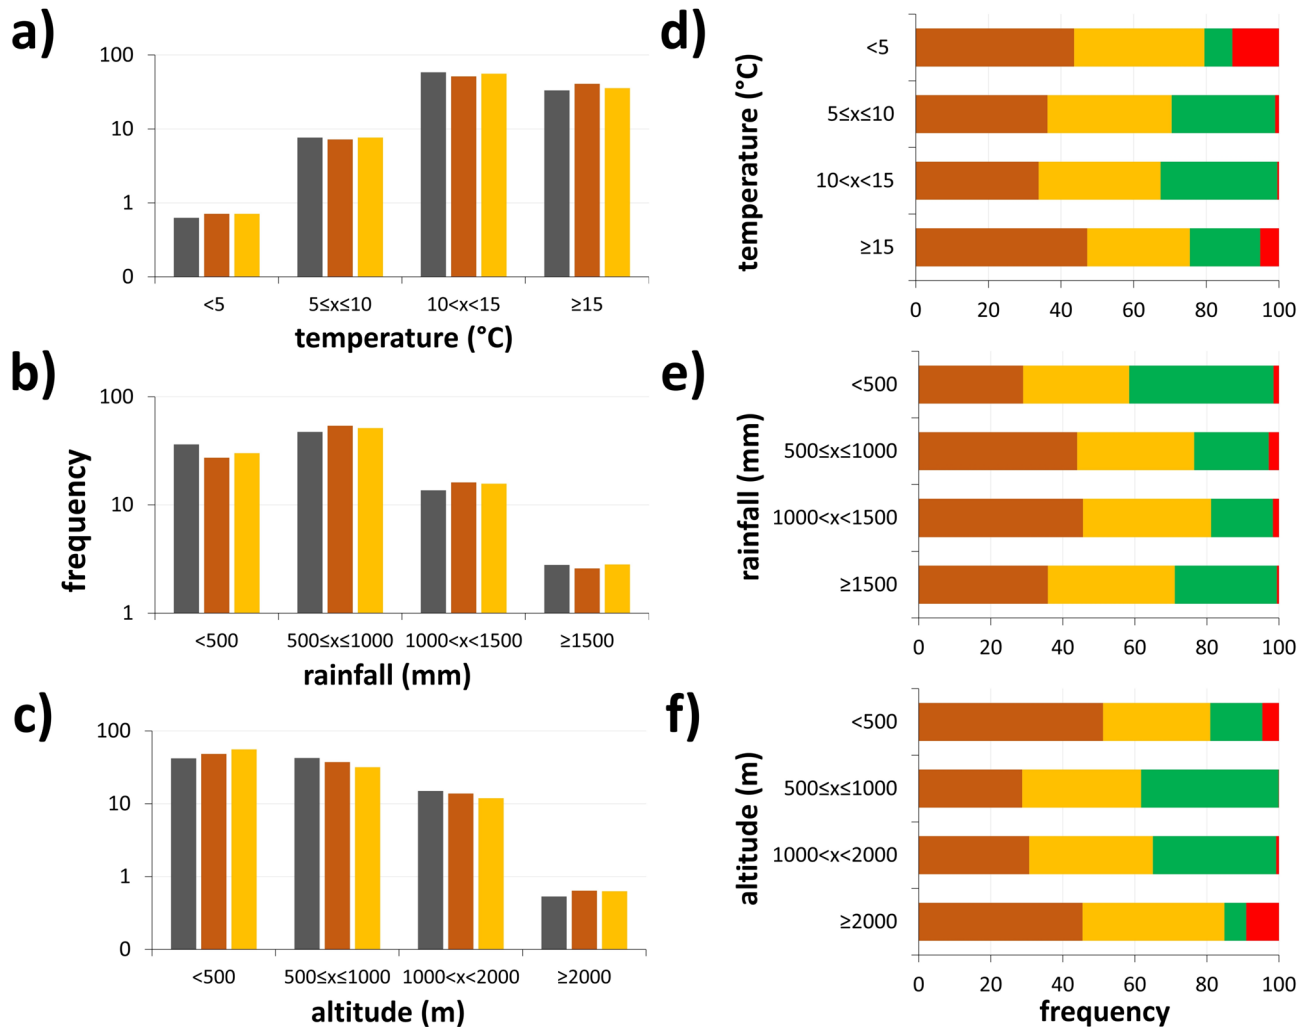 a)
100
10
1
0
<5
5≤x≤10
10<x<15
≥15
temperature (°C)
b)
frequency
100
10
1
<500
500≤x≤1000
1000<x<1500
≥1500
rainfall (mm)
c)
100
10
1
0
<500
500≤x≤1000
1000<x<2000
≥2000
altitude (m)
d)
temperature (°C)
<5
5≤x≤10
10<x<15
≥15
0 20 40 60 80 100
e)
rainfall (mm)
<500
500≤x≤1000
1000<x<1500
≥1500
0 20 40 60 80 100
f)
altitude (m)
<500
500≤x≤1000
1000<x<2000
≥2000
0 20 40 60 80 100
frequency